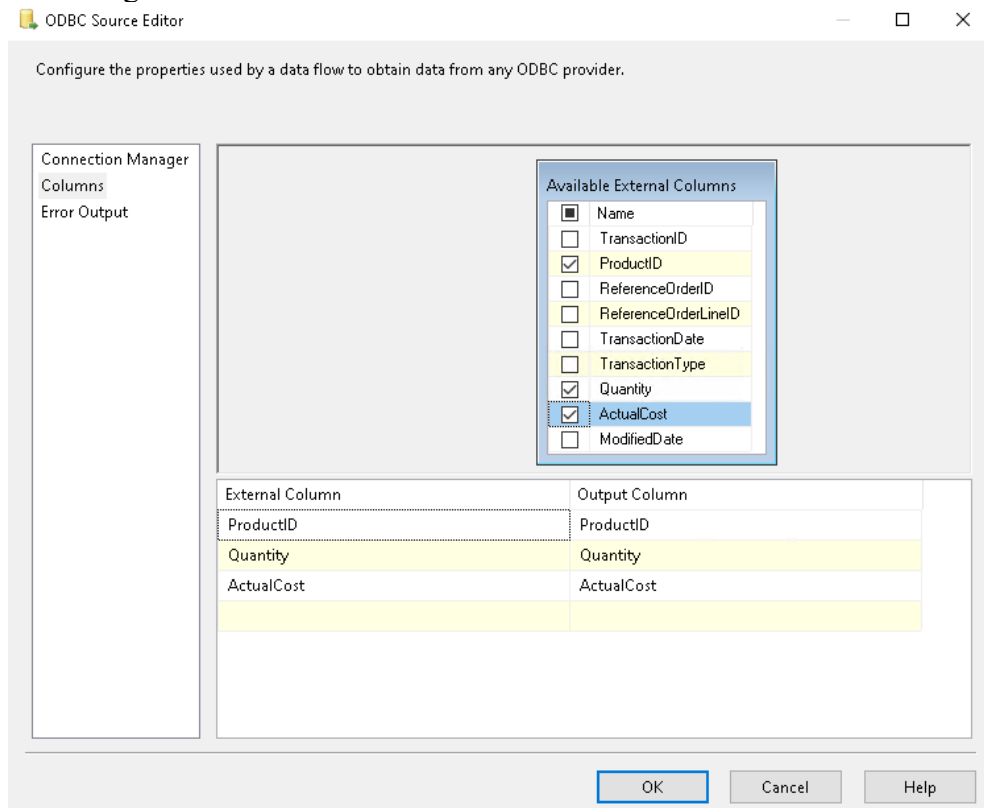 ODBC Source Editor
Configure the properties used by a data flow to obtain data from any ODBC provider.
Connection Manager
Columns
Error Output
Available External Columns
Name
TransactionID
ProductID
ReferenceOrderID
ReferenceOrderLineID
TransactionDate
TransactionType
Quantity
ActualCost
ModifiedDate
External Column Output Column
ProductID ProductID
Quantity Quantity
ActualCost ActualCost
OK Cancel Help